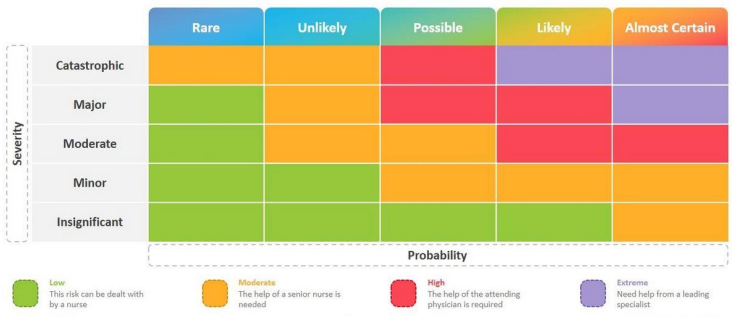 Rare Unlikely Possible Likely Almost Certain
Severity
Catastrophic
Major
Moderate
Minor
Insignificant
Probability
Low
This risk can be dealt with
by a nurse
Moderate
The help of a senior nurse is
needed
High
The help of the attending
physician is required
Extreme
Need help from a leading
specialist